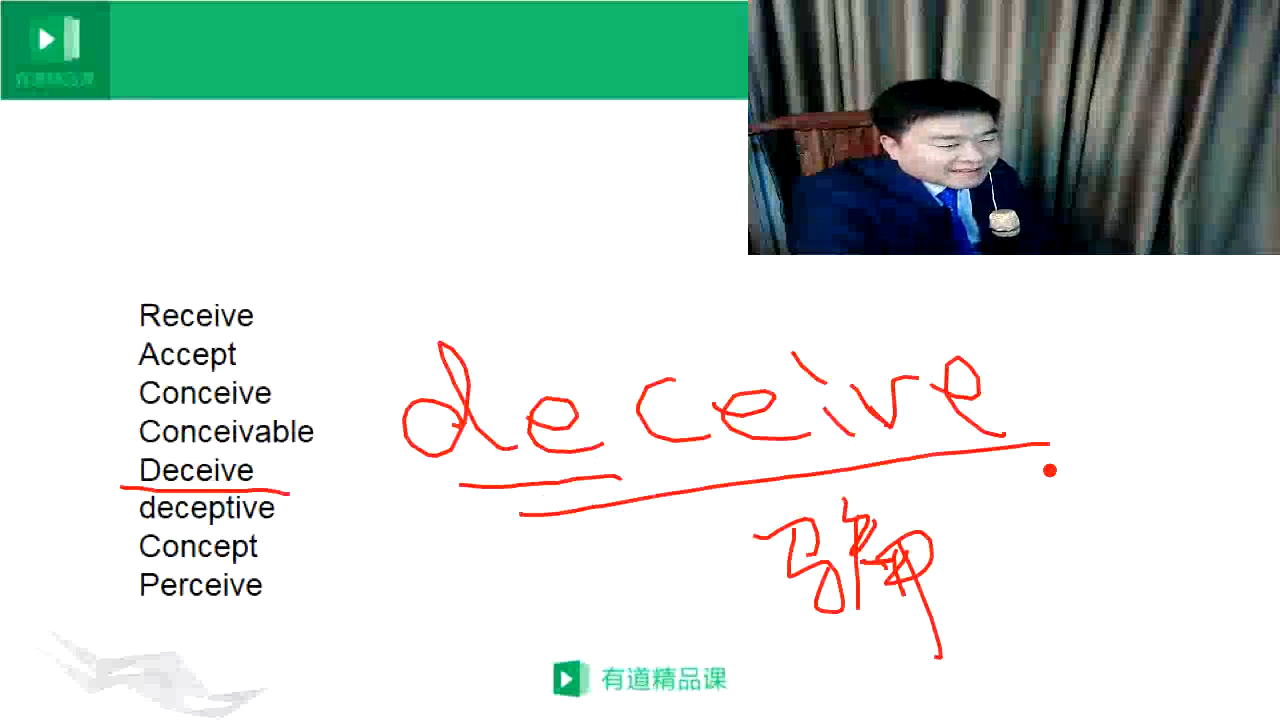 有道精品课
Receive
Accept
Conceive
Conceivable
Deceive
deceptive
Concept
Perceive
deceive
有道精品课